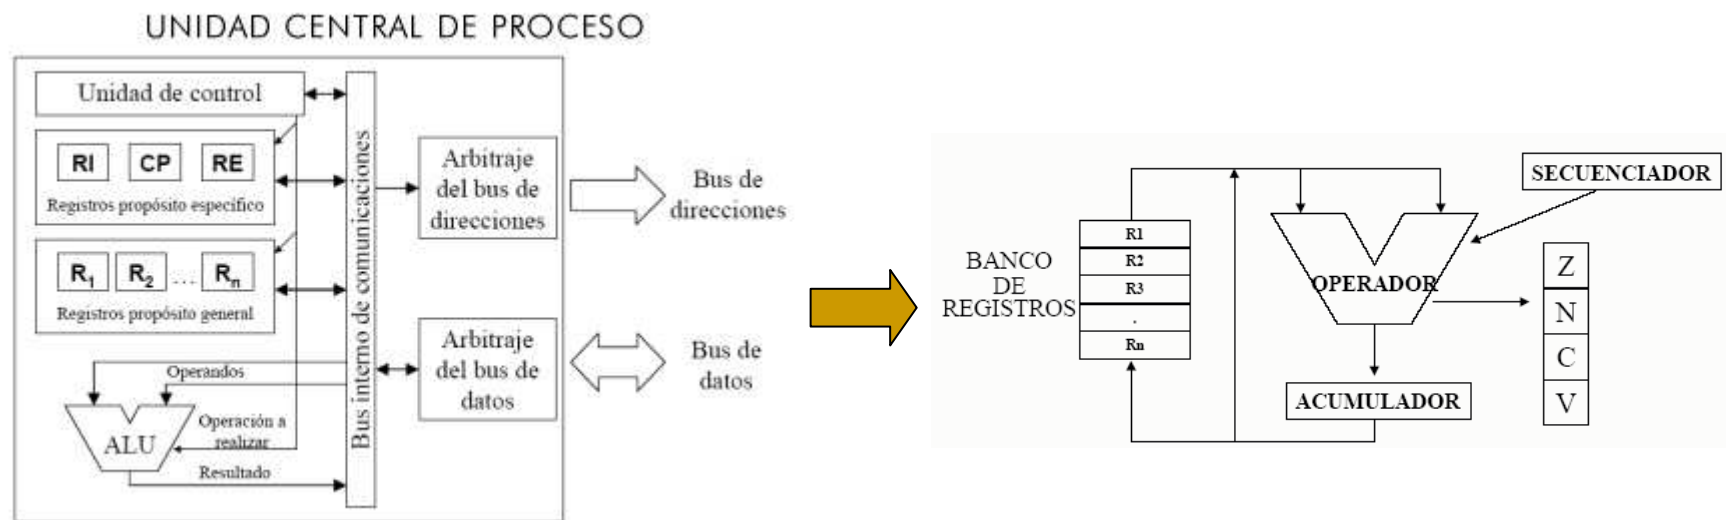 UNIDAD CENTRAL DE PROCESO
Unidad de control
RI CP RE
Registros propósito específico
R1 R2 ... Rn
Registros propósito general
Operandos
ALU
Operación a
realizar
Resultado
Bus interno de comunicaciones
Arbitraje
del bus de
direcciones
Bus de
direcciones
Arbitraje
del bus de
datos
Bus de
datos
BANCO
DE
REGISTROS
R1
R2
R3
.
Rn
SECUENCIADOR
OPERADOR
ACUMULADOR
Z
N
C
V